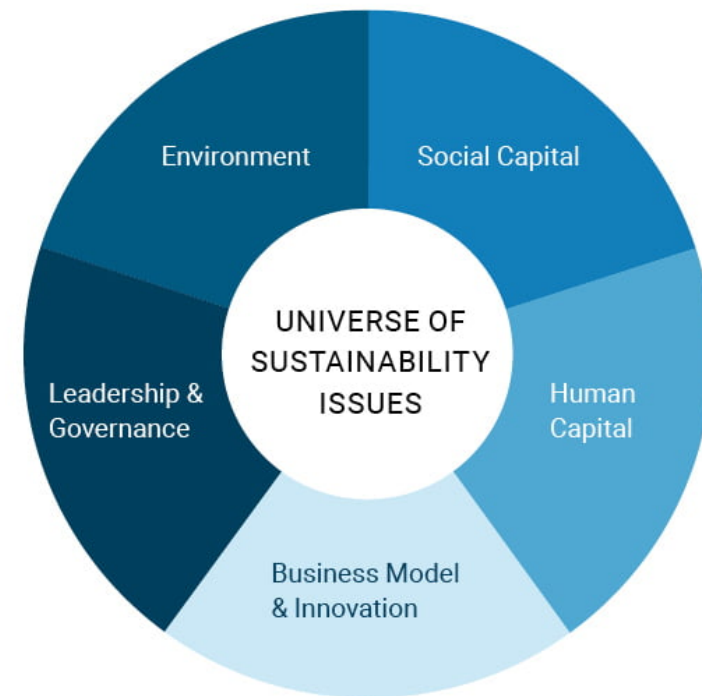 Environment
Social Capital
UNIVERSE OF
SUSTAINABILITY
ISSUES
Leadership &
Governance
Human
Capital
Business Model
& Innovation